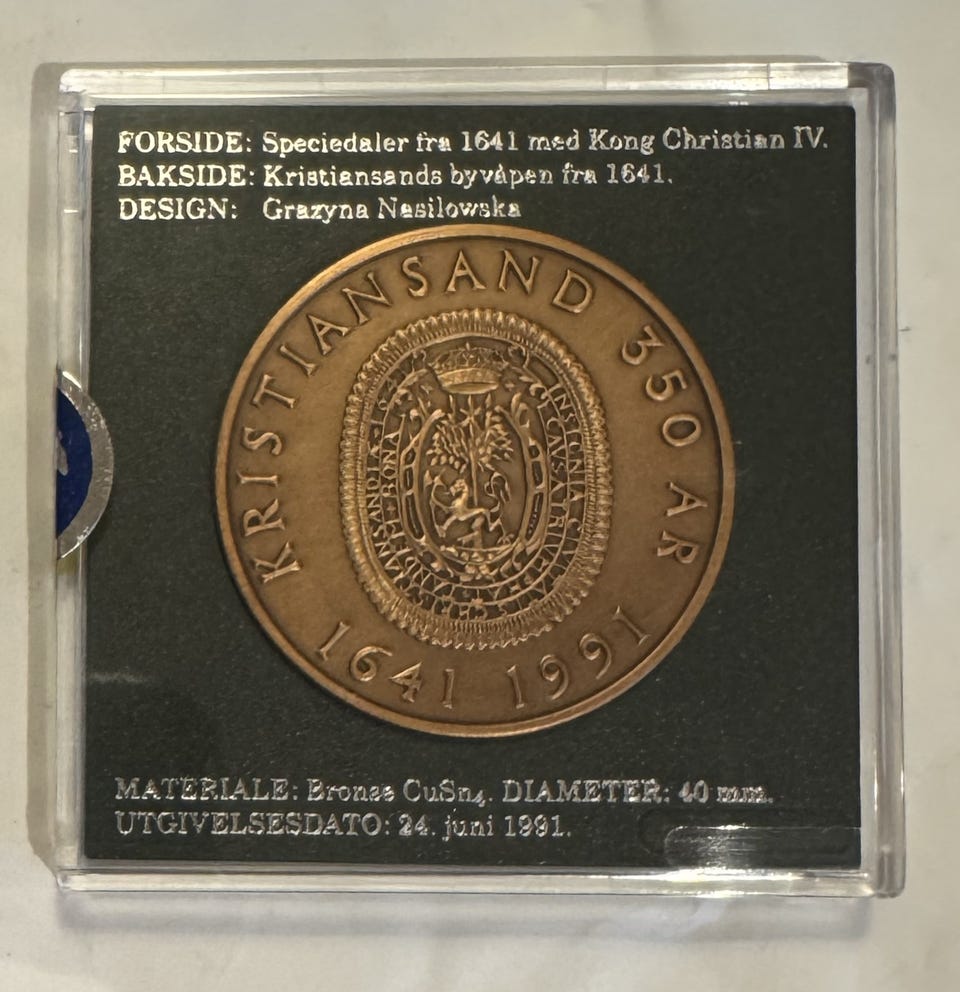 FORSIDE: Speciedaler fra 1641 med Kong Christian IV.
BAKSIDE: Kristiansands byvåpen fra 1641.
DESIGN: Grazyna Nasilowska
KRISTIANSAND 350 ÅR
1641 1991
MATERIALE: Bronse CuSn₄. DIAMETER: 40 mm.
UTGIVELSESDATO: 24. juni 1991.